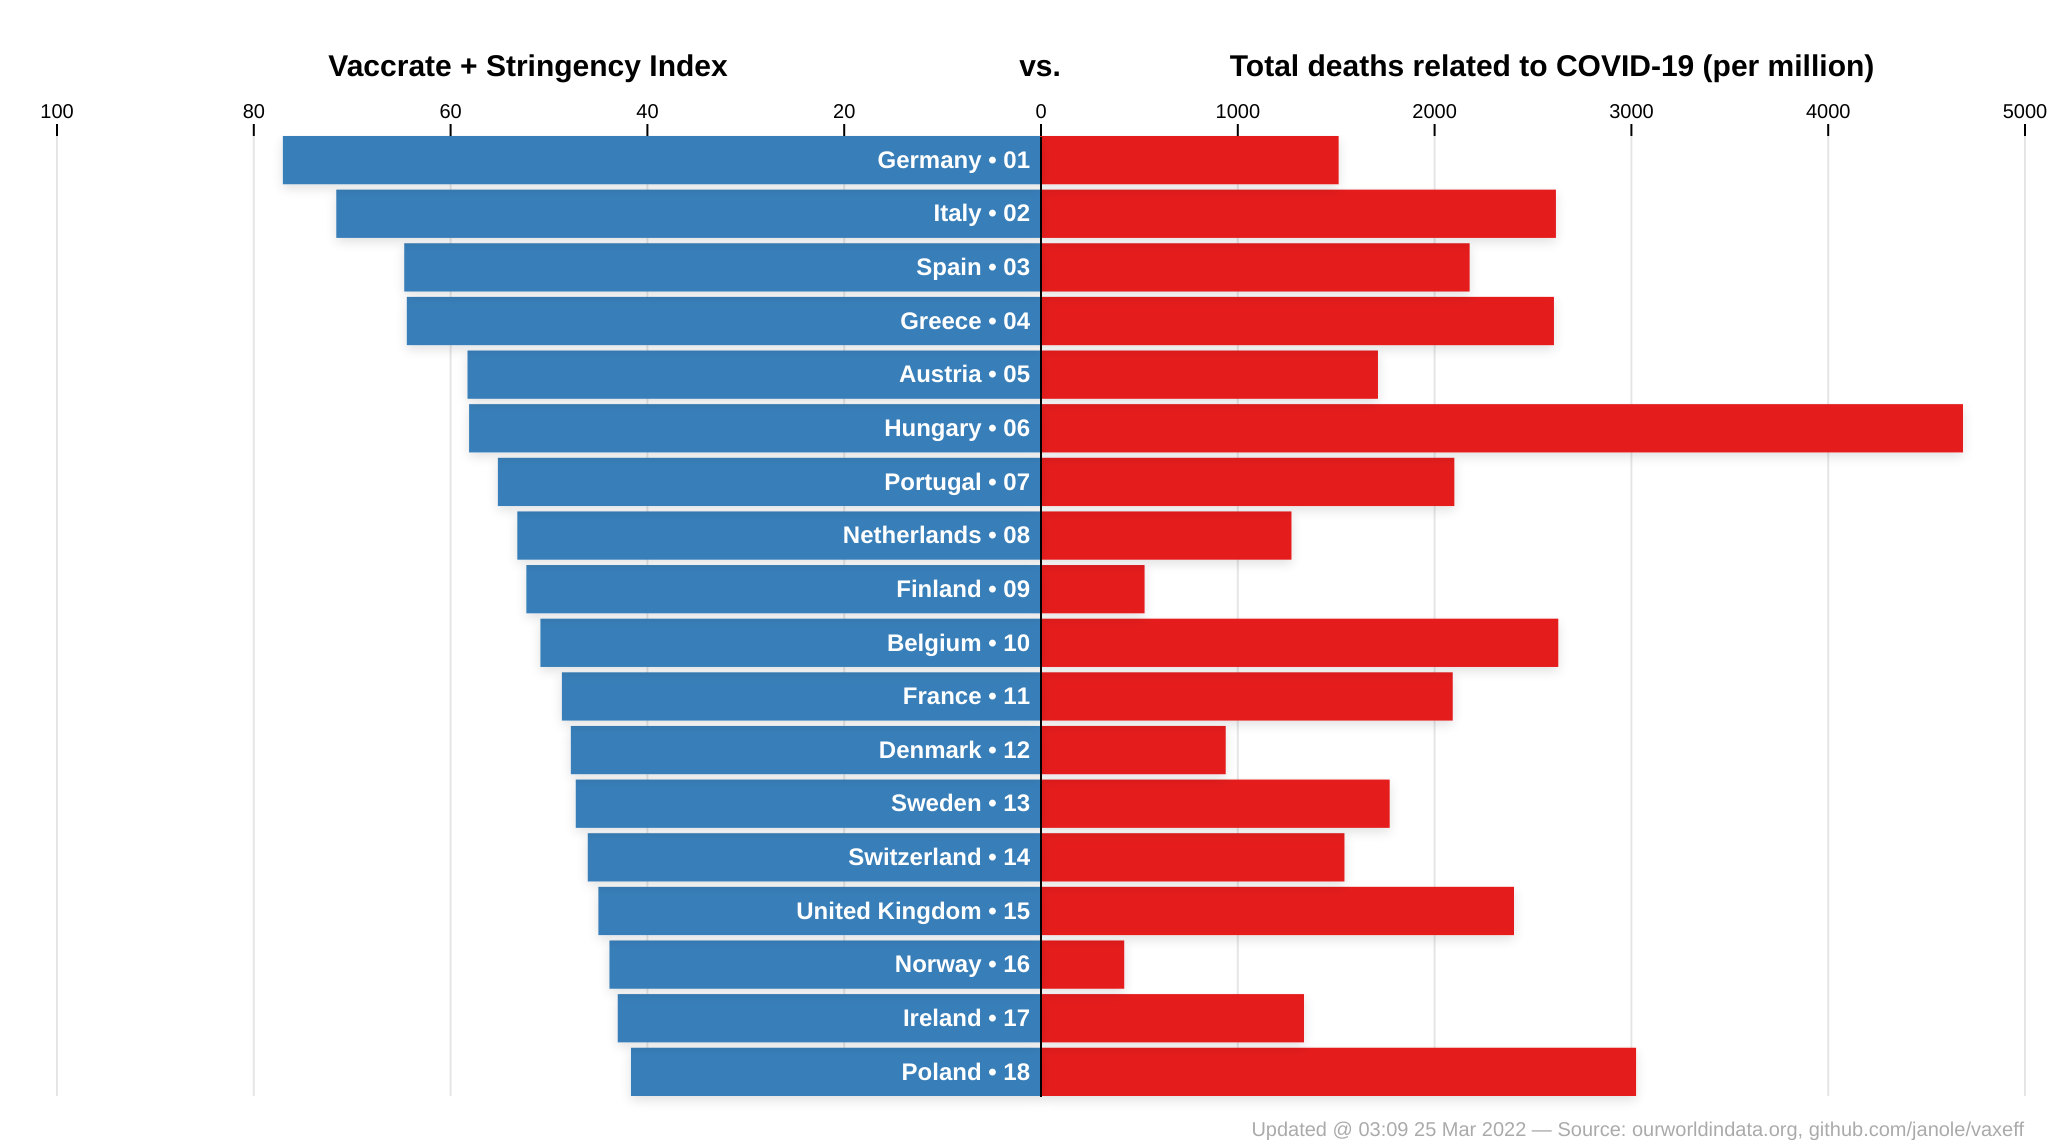 Vaccrate + Stringency Index vs. Total deaths related to COVID-19 (per million)
100 80 60 40 20 0 1000 2000 3000 4000 5000
Germany • 01
Italy • 02
Spain • 03
Greece • 04
Austria • 05
Hungary • 06
Portugal • 07
Netherlands • 08
Finland • 09
Belgium • 10
France • 11
Denmark • 12
Sweden • 13
Switzerland • 14
United Kingdom • 15
Norway • 16
Ireland • 17
Poland • 18
Updated @ 03:09 25 Mar 2022 — Source: ourworldindata.org, github.com/janole/vaxeff